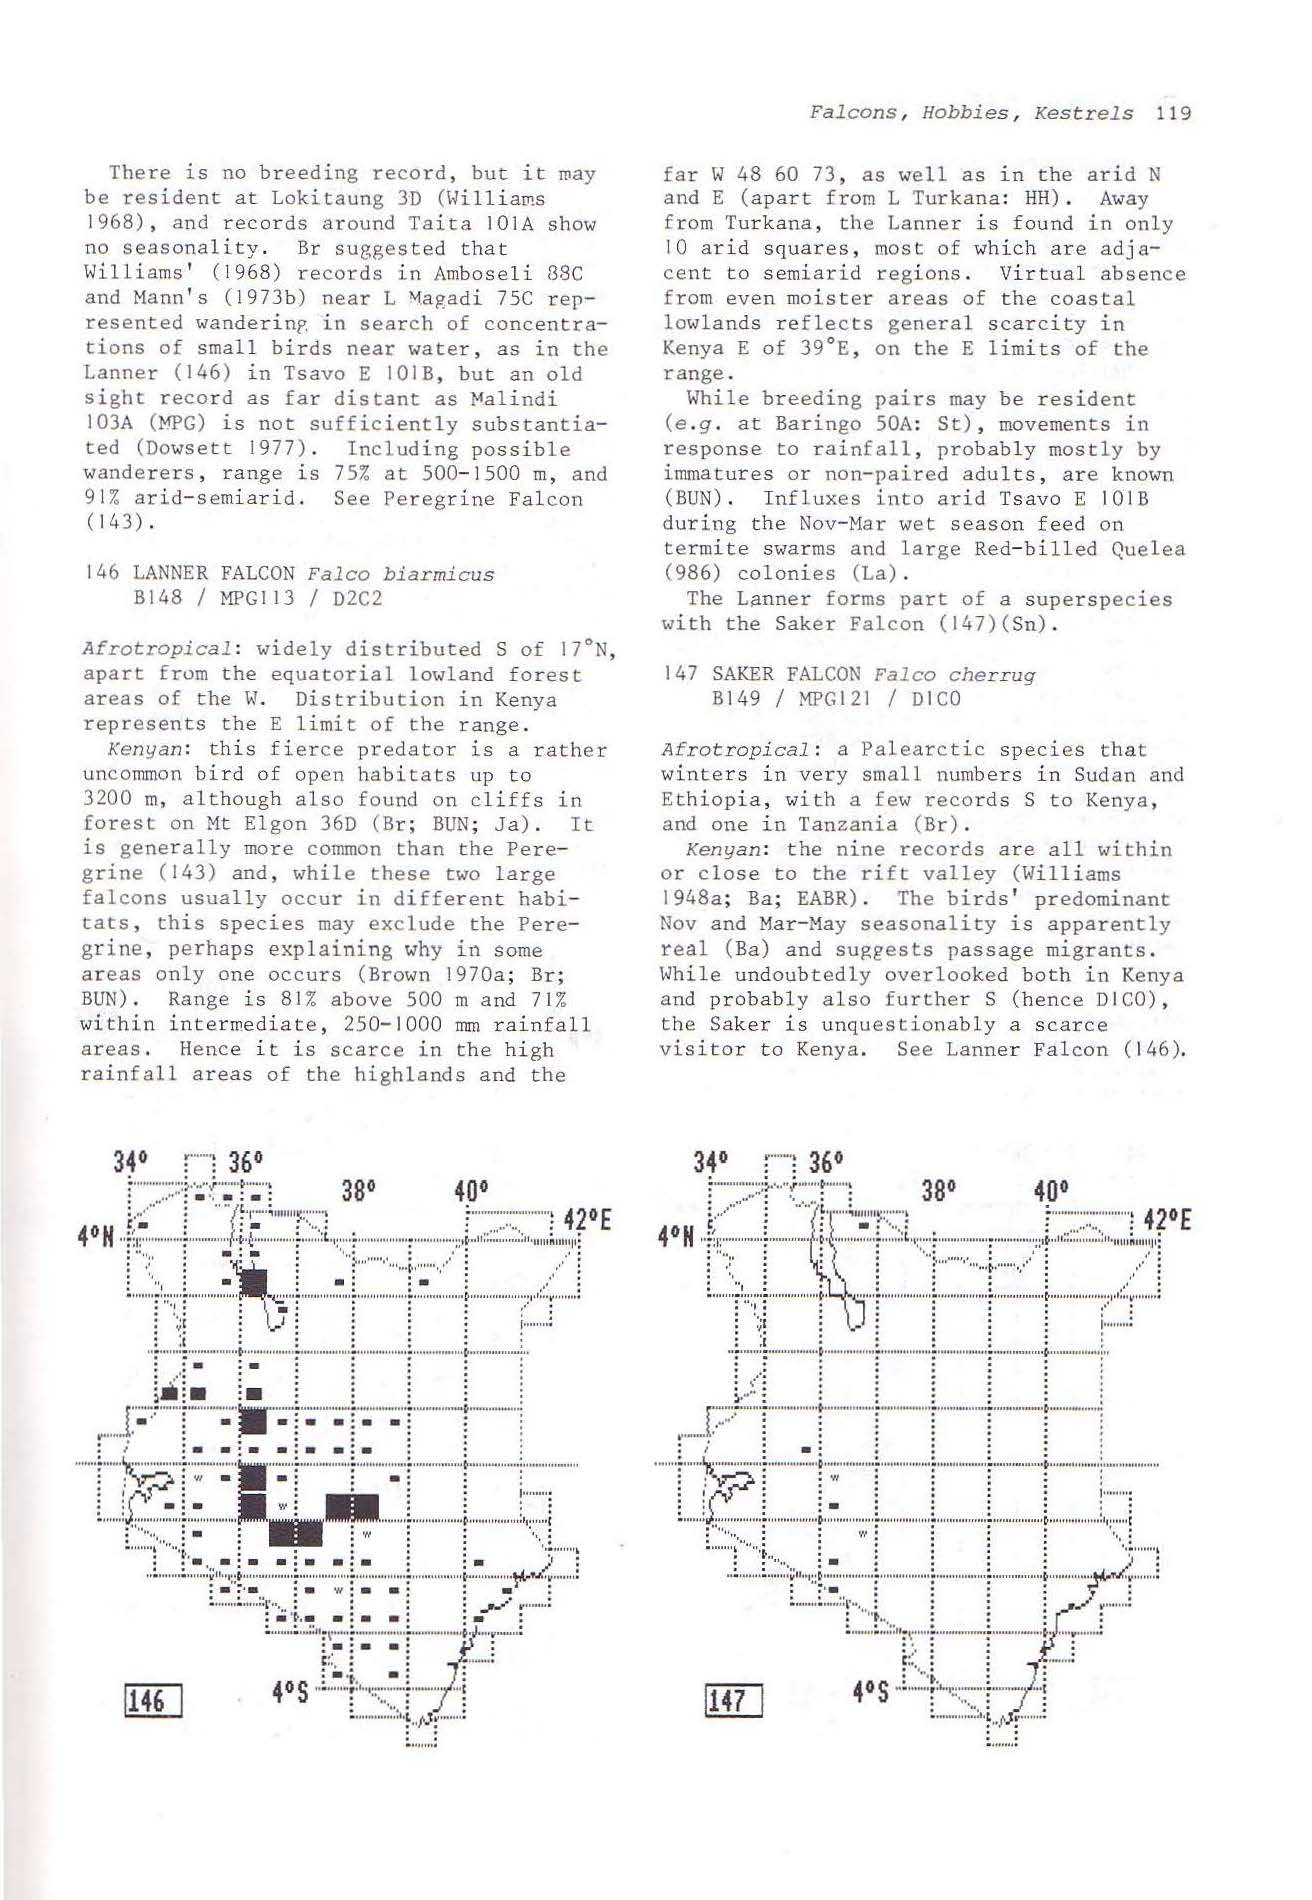 Falcons, Hobbies, Kestrels 119
There is no breeding record, but it may
be resident at Lokitaung 3D (Williams
1968), and records around Taita 101A show
no seasonality. Br suggested that
Williams' (1968) records in Amboseli 88C
and Mann's (1973b) near L Magadi 75C rep-
resented wandering in search of concentra-
tions of small birds near water, as in the
Lanner (146) in Tsavo E 101B, but an old
sight record as far distant as Malindi
103A (MPG) is not sufficiently substantia-
ted (Dowsett 1977). Including possible
wanderers, range is 75% at 500-1500 m, and
91% arid-semiarid. See Peregrine Falcon
(143).
146 LANNER FALCON Falco biarmicus
B148 / MPG113 / D2C2
Afrotropical: widely distributed S of 17°N,
apart from the equatorial lowland forest
areas of the W. Distribution in Kenya
represents the E limit of the range.
Kenyan: this fierce predator is a rather
uncommon bird of open habitats up to
3200 m, although also found on cliffs in
forest on Mt Elgon 36D (Br; BUN; Ja). It
is generally more common than the Pere-
grine (143) and, while these two large
falcons usually occur in different habi-
tats, this species may exclude the Pere-
grine, perhaps explaining why in some
areas only one occurs (Brown 1970a; Br;
BUN). Range is 81% above 500 m and 71%
within intermediate, 250-1000 mm rainfall
areas. Hence it is scarce in the high
rainfall areas of the highlands and the
far W 48 60 73, as well as in the arid N
and E (apart from L Turkana: HH). Away
from Turkana, the Lanner is found in only
10 arid squares, most of which are adja-
cent to semiarid regions. Virtual absence
from even moister areas of the coastal
lowlands reflects general scarcity in
Kenya E of 39°E, on the E limits of the
range.
While breeding pairs may be resident
(e.g. at Baringo 50A: St), movements in
response to rainfall, probably mostly by
immatures or non-paired adults, are known
(BUN). Influxes into arid Tsavo E 101B
during the Nov-Mar wet season feed on
termite swarms and large Red-billed Quelea
(986) colonies (La).
The Lanner forms part of a superspecies
with the Saker Falcon (147)(Sn).
147 SAKER FALCON Falco cherrug
B149 / MPG121 / D1C0
Afrotropical: a Palearctic species that
winters in very small numbers in Sudan and
Ethiopia, with a few records S to Kenya,
and one in Tanzania (Br).
Kenyan: the nine records are all within
or close to the rift valley (Williams
1948a; Ba; EABR). The birds' predominant
Nov and Mar-May seasonality is apparently
real (Ba) and suggests passage migrants.
While undoubtedly overlooked both in Kenya
and probably also further S (hence D1C0),
the Saker is unquestionably a scarce
visitor to Kenya. See Lanner Falcon (146).
34° 36°
38° 40°
42°E
4°N
w
w
w
w
4°S
146
34° 36°
38° 40°
42°E
4°N
w
w
4°S
147